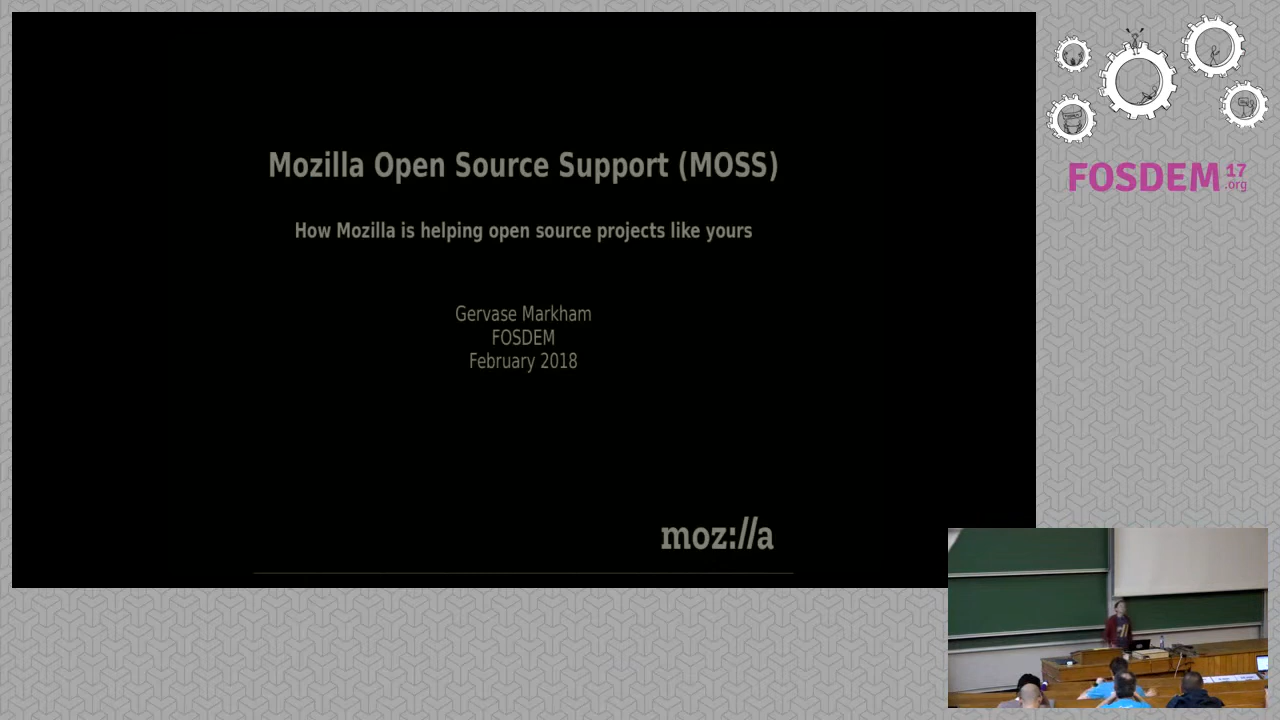 Mozilla Open Source Support (MOSS)
How Mozilla is helping open source projects like yours
Gervase Markham
FOSDEM
February 2018
moz://a
FOSDEM 17
.org